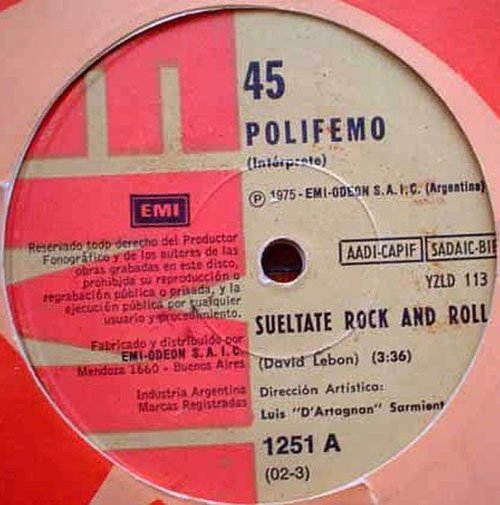 45
POLIFEMO
(Intérprete)
Ⓟ 1975 - EMI-ODEON S. A. I. C. (Argentina)
EMI
AADI-CAPIF SADAIC-BI
YZLD 113
Reservado todo derecho del Productor
Fonográfico y de los autores de las
obras grabadas en este disco,
prohibida su reproducción o
regrabación pública o privada, y la
ejecución pública por cualquier
usuario y procedimiento.
Fabricado y distribuido por
EMI-ODEON S. A. I. C.
Mendoza 1660 - Buenos Aires
Industria Argentina
Marcas Registradas
SUELTATE ROCK AND ROLL
(David Lebon) (3:36)
Dirección Artística:
Luis "D'Artagnan" Sarmient
1251 A
(02-3)